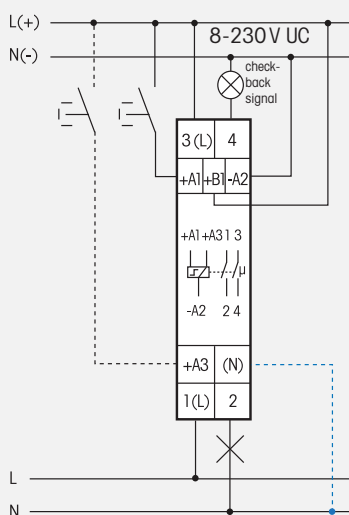 L(+)
8-230 V UC
N(-)
check-
back
signal
3 (L) 4
+A1 +B1 -A2
+A1 +A3 1 3
µ
-A2 2 4
+A3 (N)
1 (L) 2
L
N